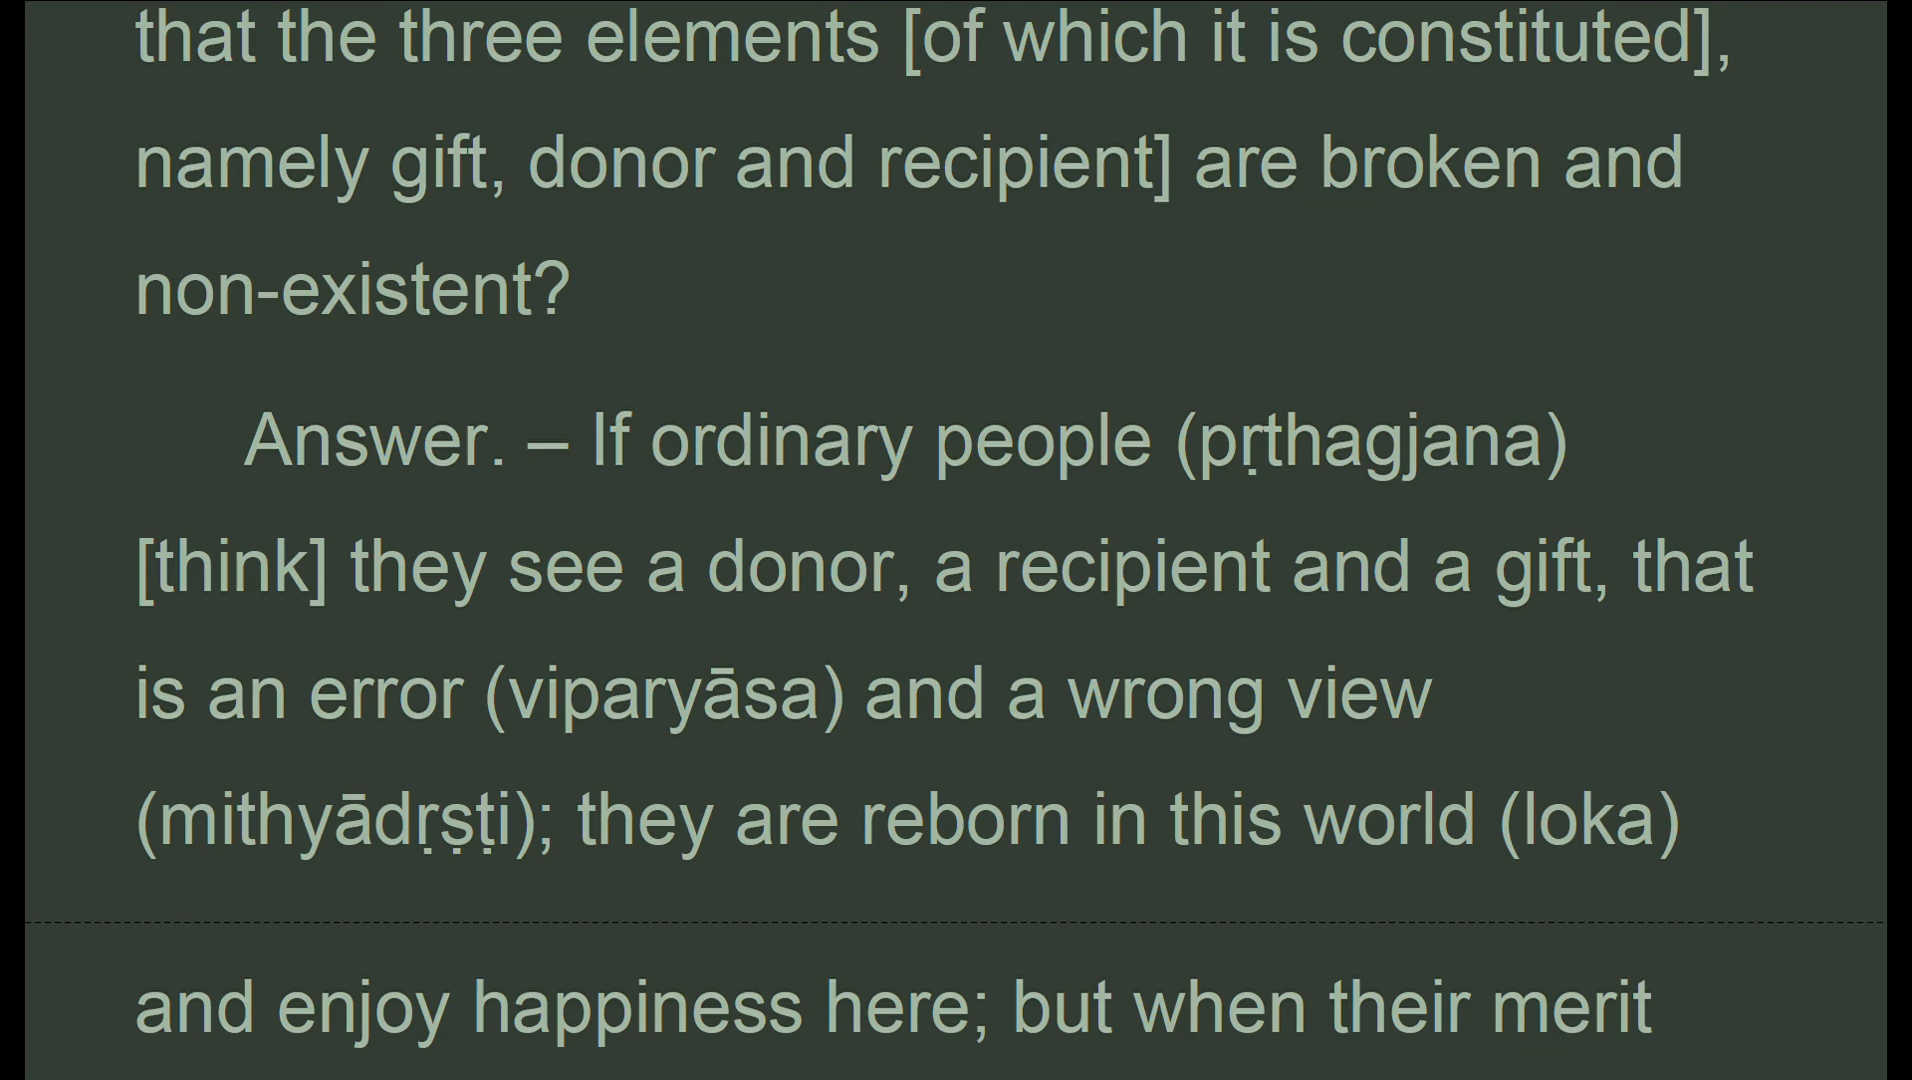 that the three elements [of which it is constituted],
namely gift, donor and recipient] are broken and
non-existent?
Answer. – If ordinary people (pṛthagjana)
[think] they see a donor, a recipient and a gift, that
is an error (viparyāsa) and a wrong view
(mithyādṛṣṭi); they are reborn in this world (loka)
and enjoy happiness here; but when their merit